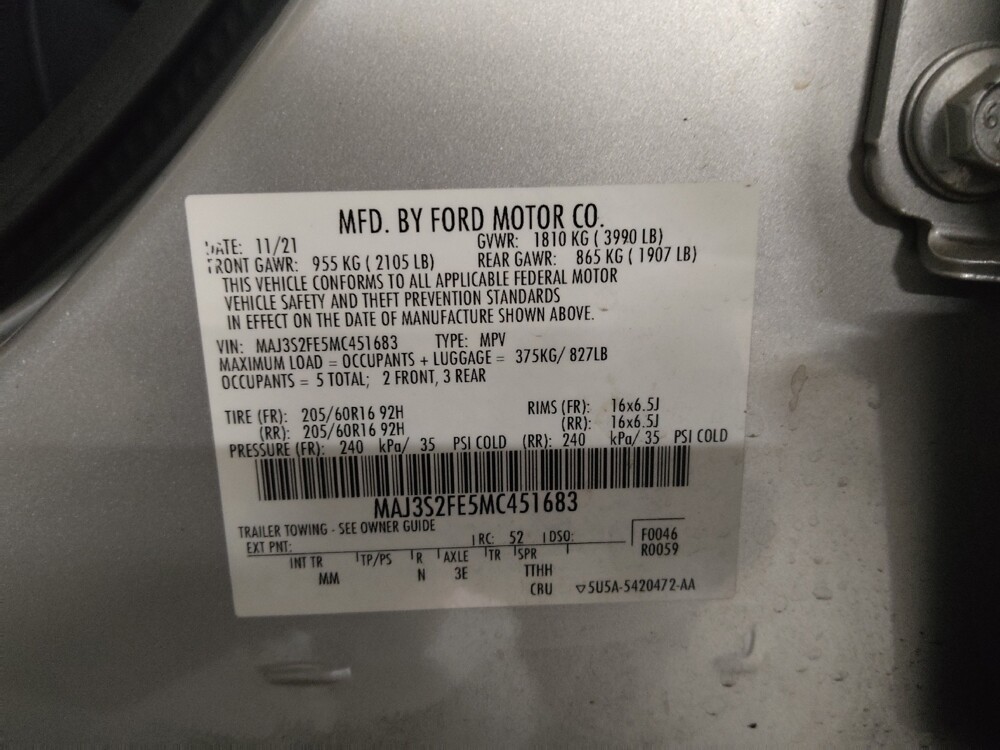 MFD. BY FORD MOTOR CO.
DATE: 11/21 GVWR: 1810 KG ( 3990 LB)
FRONT GAWR: 955 KG ( 2105 LB) REAR GAWR: 865 KG ( 1907 LB)
THIS VEHICLE CONFORMS TO ALL APPLICABLE FEDERAL MOTOR
VEHICLE SAFETY AND THEFT PREVENTION STANDARDS
IN EFFECT ON THE DATE OF MANUFACTURE SHOWN ABOVE.
VIN: MAJ3S2FE5MC451683 TYPE: MPV
MAXIMUM LOAD = OCCUPANTS + LUGGAGE = 375KG/ 827LB
OCCUPANTS = 5 TOTAL; 2 FRONT, 3 REAR
TIRE (FR): 205/60R16 92H RIMS (FR): 16x6.5J
(RR): 205/60R16 92H (RR): 16x6.5J
PRESSURE (FR): 240 kPa/ 35 PSI COLD (RR): 240 kPa/ 35 PSI COLD
MAJ3S2FE5MC451683
TRAILER TOWING - SEE OWNER GUIDE
EXT PNT: RC: 52 DSO: F0046
R0059
INT TR TP/PS R AXLE TR SPR
MM N 3E TTHH
CRU ▽5U5A-5420472-AA